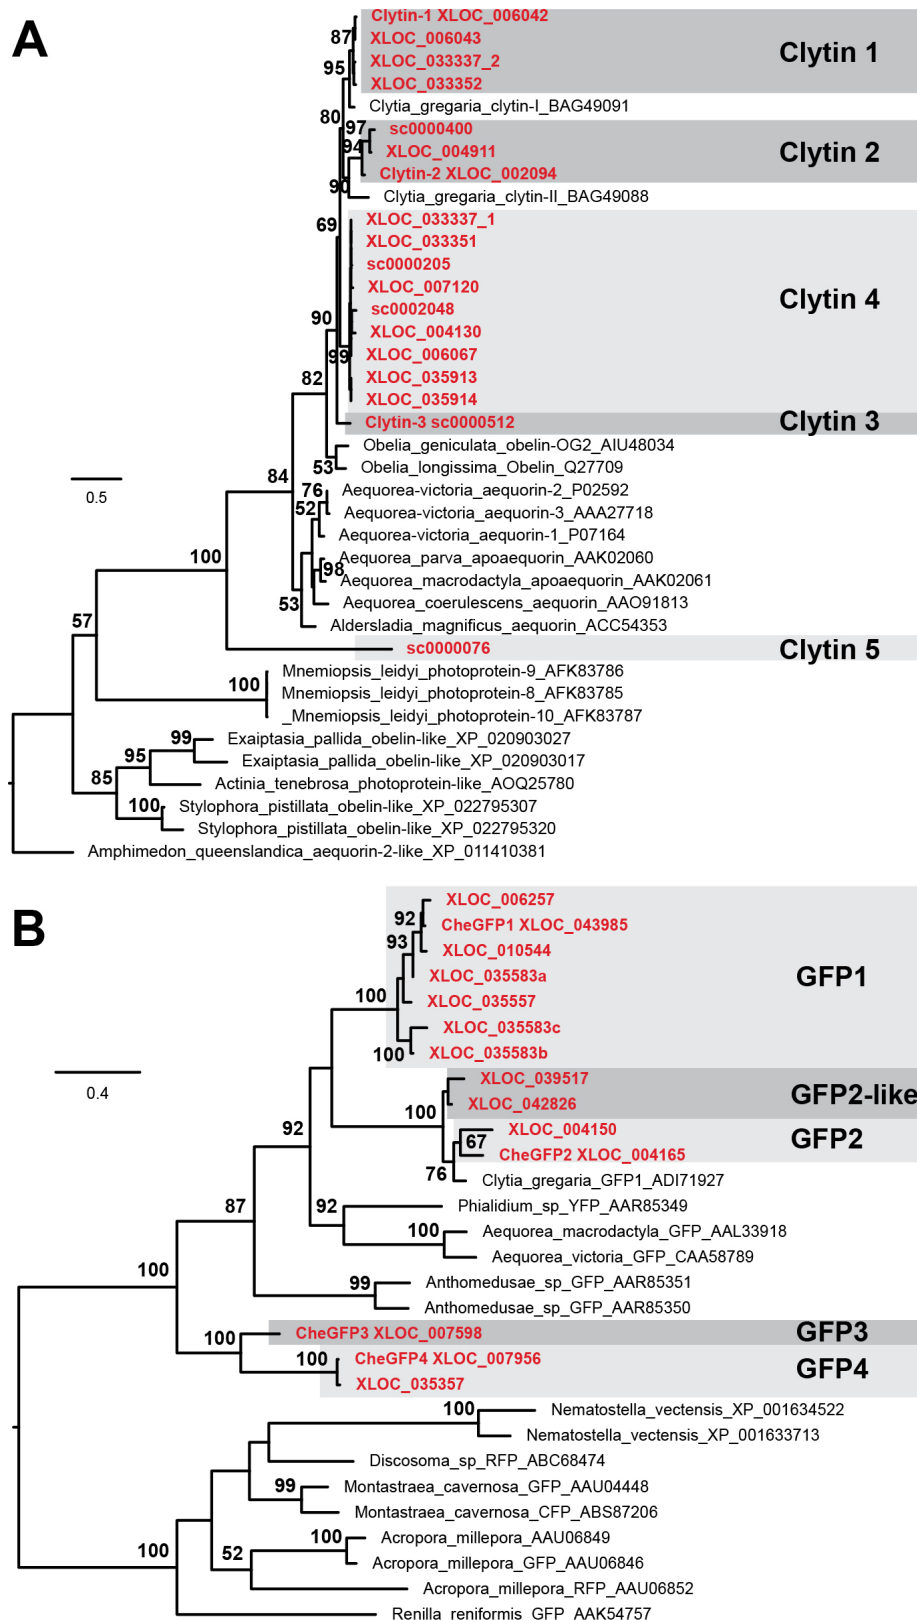 A
Clytin-1 XLOC_006042
87
XLOC_006043
Clytin 1
95
XLOC_033337_2
XLOC_033352
Clytia_gregaria_clytin-I_BAG49091
80
97
sc0000400
94
XLOC_004911
Clytin 2
Clytin-2 XLOC_002094
90
Clytia_gregaria_clytin-II_BAG49088
69
XLOC_033337_1
XLOC_033351
sc0000205
XLOC_007120
Clytin 4
sc0002048
90
XLOC_004130
99
XLOC_006067
82
XLOC_035913
XLOC_035914
Clytin-3 sc0000512
Clytin 3
Obelia_geniculata_obelin-OG2_AIU48034
53
Obelia_longissima_Obelin_Q27709
84
0.5
76
Aequorea-victoria_aequorin-2_P02592
52
Aequorea-victoria_aequorin-3_AAA27718
Aequorea-victoria_aequorin-1_P07164
100
Aequorea_parva_apoaequorin_AAK02060
98
Aequorea_macrodactyla_apoaequorin_AAK02061
53
Aequorea_coerulescens_aequorin_AAO91813
Aldersladia_magnificus_aequorin_ACC54353
57
sc0000076
Clytin 5
Mnemiopsis_leidyi_photoprotein-9_AFK83786
100
Mnemiopsis_leidyi_photoprotein-8_AFK83785
_Mnemiopsis_leidyi_photoprotein-10_AFK83787
99
Exaiptasia_pallida_obelin-like_XP_020903027
95
Exaiptasia_pallida_obelin-like_XP_020903017
85
Actinia_tenebrosa_photoprotein-like_AOQ25780
100
Stylophora_pistillata_obelin-like_XP_022795307
Stylophora_pistillata_obelin-like_XP_022795320
Amphimedon_queenslandica_aequorin-2-like_XP_011410381
B
XLOC_006257
92
CheGFP1 XLOC_043985
93
XLOC_010544
XLOC_035583a
GFP1
100
XLOC_035557
XLOC_035583c
100
XLOC_035583b
0.4
XLOC_039517
GFP2-like
100
XLOC_042826
92
XLOC_004150
GFP2
67
CheGFP2 XLOC_004165
76
Clytia_gregaria_GFP1_ADI71927
87
92
Phialidium_sp_YFP_AAR85349
100
Aequorea_macrodactyla_GFP_AAL33918
Aequorea_victoria_GFP_CAA58789
100
99
Anthomedusae_sp_GFP_AAR85351
Anthomedusae_sp_GFP_AAR85350
100
CheGFP3 XLOC_007598
GFP3
100
CheGFP4 XLOC_007956
GFP4
XLOC_035357
100
Nematostella_vectensis_XP_001634522
Nematostella_vectensis_XP_001633713
Discosoma_sp_RFP_ABC68474
99
Montastraea_cavernosa_GFP_AAU04448
Montastraea_cavernosa_CFP_ABS87206
100
Acropora_millepora_AAU06849
100
52
Acropora_millepora_GFP_AAU06846
Acropora_millepora_RFP_AAU06852
Renilla_reniformis_GFP_AAK54757